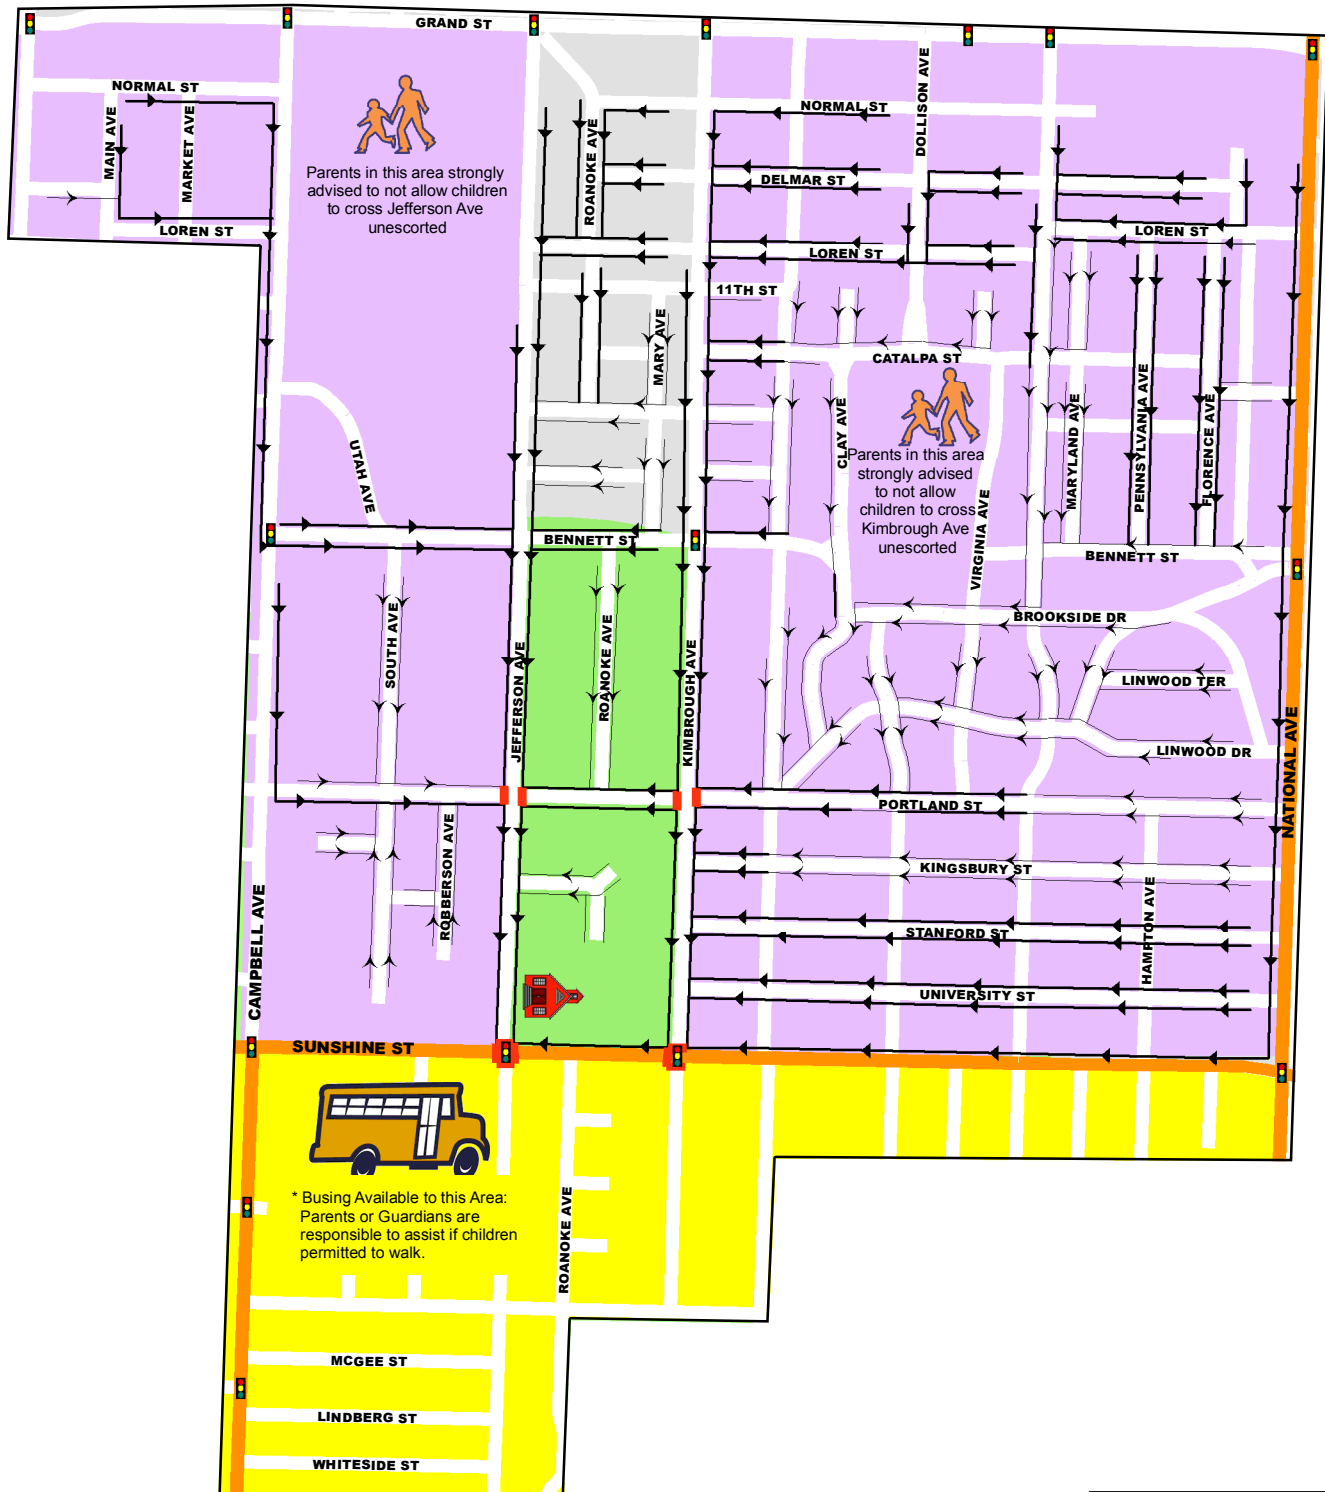 GRAND ST
NORMAL ST
MAIN AVE
MARKET AVE
LOREN ST
Parents in this area strongly
advised to not allow children
to cross Jefferson Ave
unescorted
ROANOKE AVE
NORMAL ST
DOLLISON AVE
DELMAR ST
LOREN ST
LOREN ST
11TH ST
MARY AVE
CATALPA ST
UTAH AVE
CLAY AVE
Parents in this area
strongly advised
to not allow
children to cross
Kimbrough Ave
unescorted
VIRGINIA AVE
MARYLAND AVE
PENNSYLVANIA AVE
FLORENCE AVE
BENNETT ST
BENNETT ST
SOUTH AVE
JEFFERSON AVE
ROANOKE AVE
KIMBROUGH AVE
BROOKSIDE DR
LINWOOD TER
LINWOOD DR
NATIONAL AVE
PORTLAND ST
ROBBERSON AVE
KINGSBURY ST
HAMPTON AVE
STANFORD ST
UNIVERSITY ST
CAMPBELL AVE
SUNSHINE ST
* Busing Available to this Area:
Parents or Guardians are
responsible to assist if children
permitted to walk.
ROANOKE AVE
MCGEE ST
LINDBERG ST
WHITESIDE ST